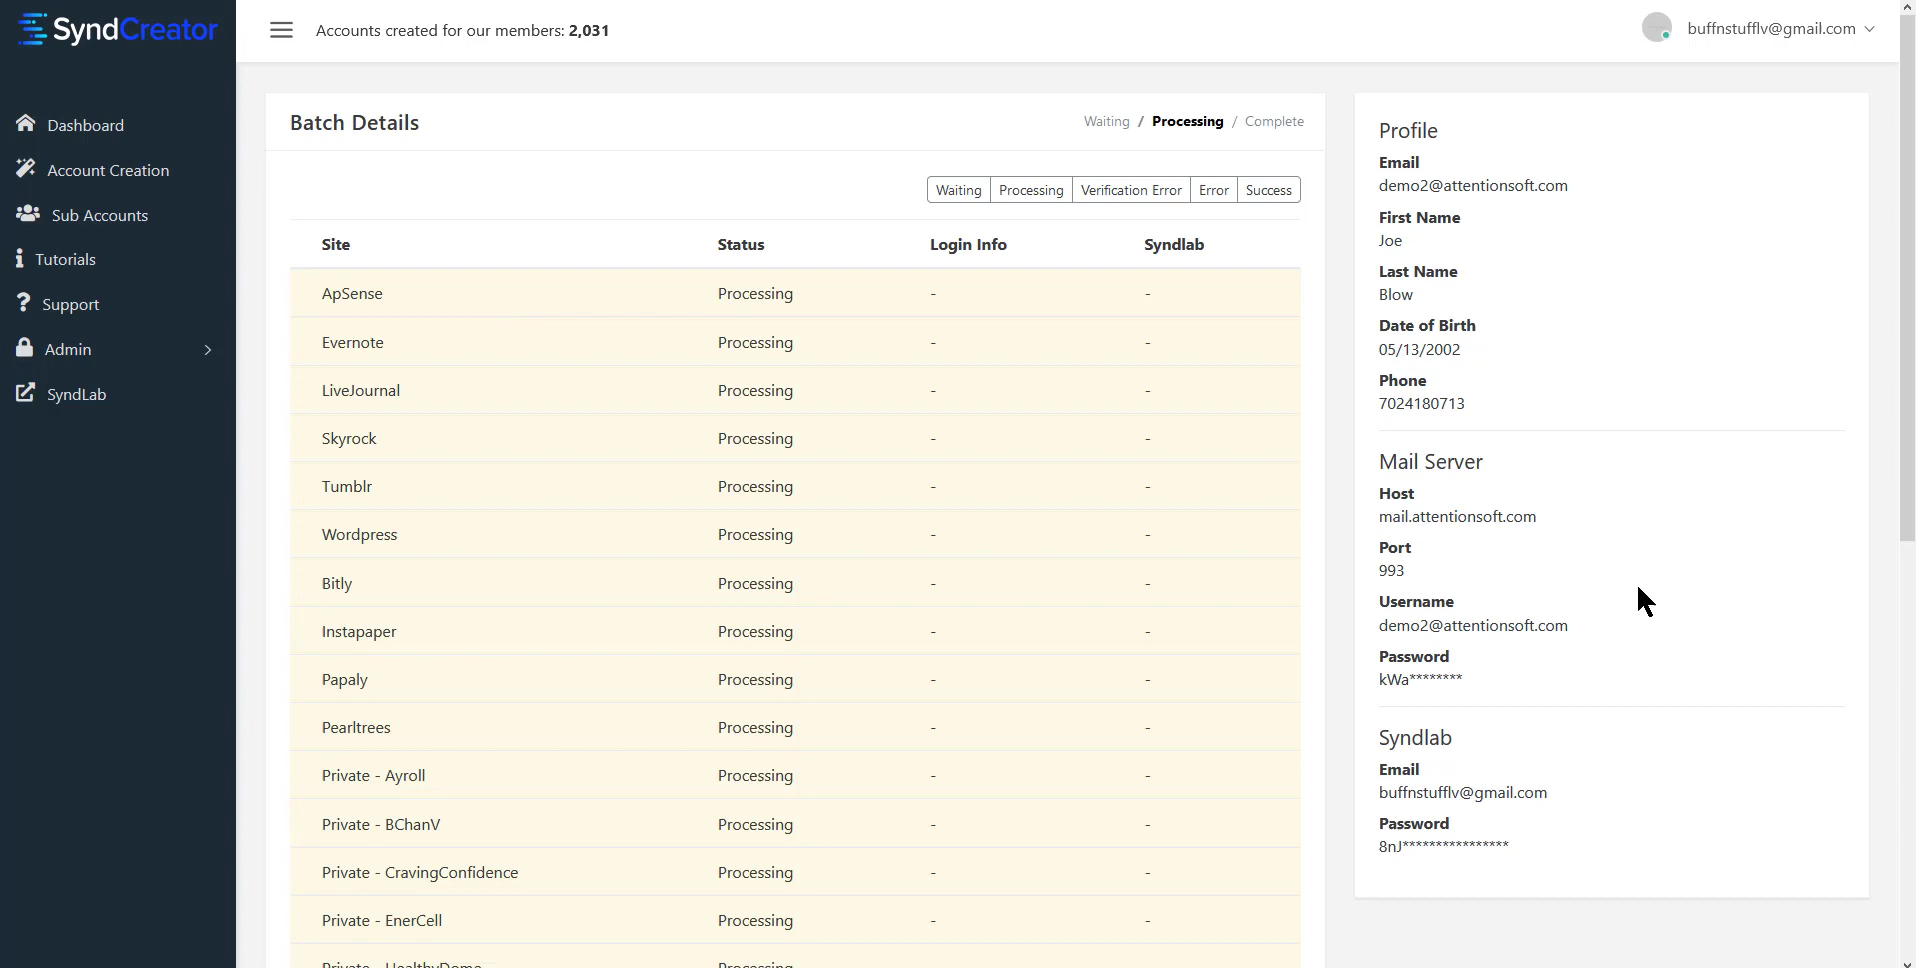 SyndCreator
Accounts created for our members: 2,031
buffnstufflv@gmail.com
Dashboard
Account Creation
Sub Accounts
Tutorials
Support
Admin
SyndLab
Batch Details
Waiting / Processing / Complete
Waiting Processing Verification Error Error Success
Site Status Login Info Syndlab
ApSense Processing - -
Evernote Processing - -
LiveJournal Processing - -
Skyrock Processing - -
Tumblr Processing - -
Wordpress Processing - -
Bitly Processing - -
Instapaper Processing - -
Papaly Processing - -
Pearltrees Processing - -
Private - Ayroll Processing - -
Private - BChanV Processing - -
Private - CravingConfidence Processing - -
Private - EnerCell Processing - -
Private - HealthyDome Processing
Profile
Email
demo2@attentionsoft.com
First Name
Joe
Last Name
Blow
Date of Birth
05/13/2002
Phone
7024180713
Mail Server
Host
mail.attentionsoft.com
Port
993
Username
demo2@attentionsoft.com
Password
kWa********
Syndlab
Email
buffnstufflv@gmail.com
Password
8nJ****************